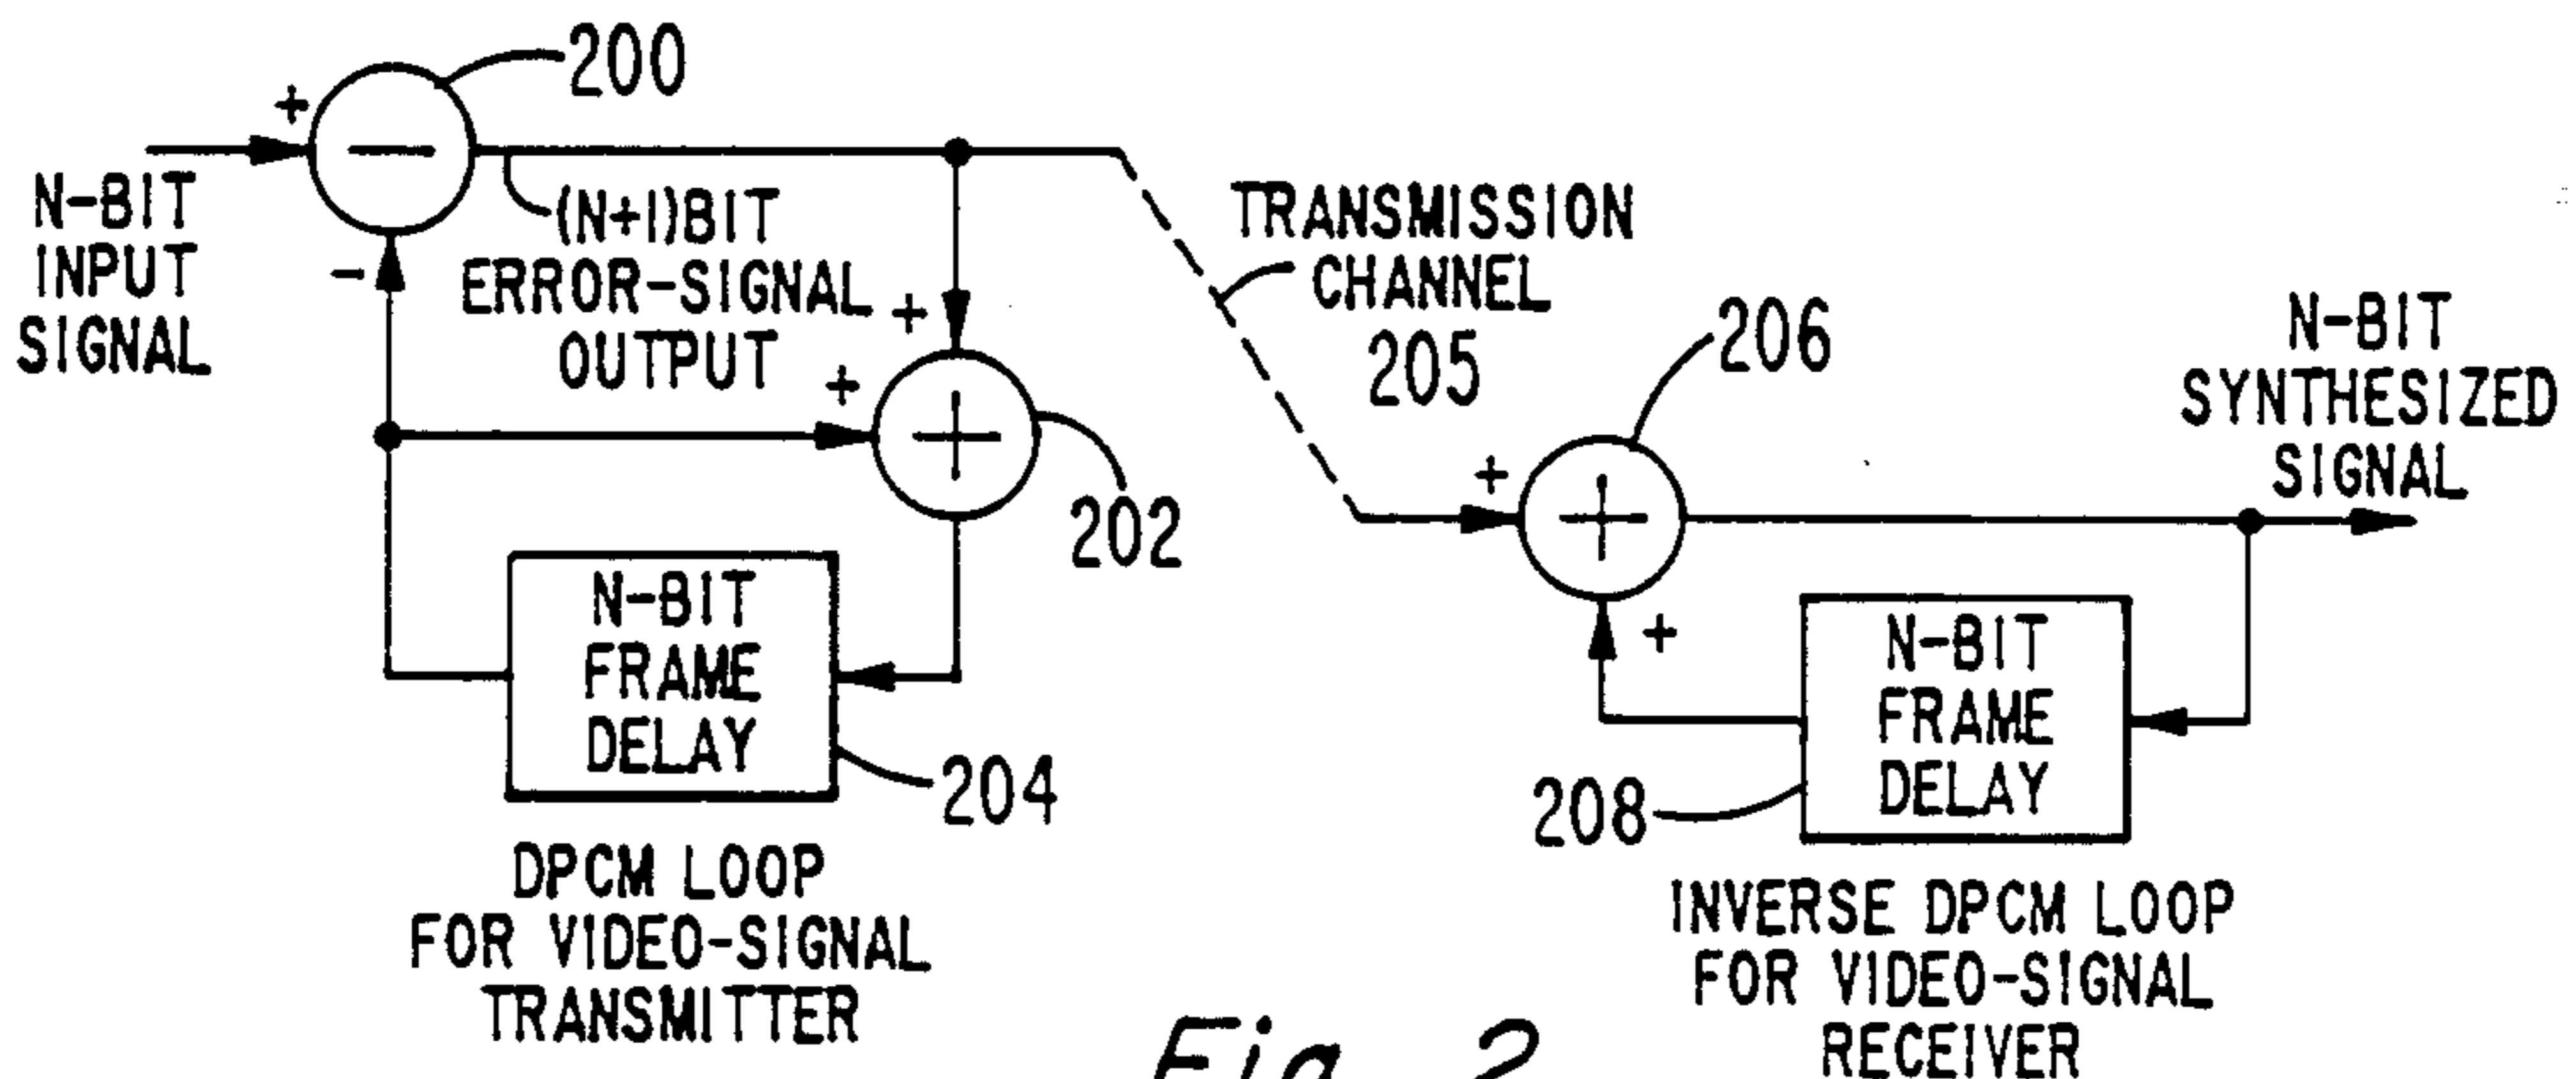 200
+
−
N-BIT
INPUT
SIGNAL
-
(N+1)BIT
ERROR-SIGNAL
OUTPUT
+
+
+
202
N-BIT
FRAME
DELAY
204
DPCM LOOP
FOR VIDEO-SIGNAL
TRANSMITTER
TRANSMISSION
CHANNEL
205
206
+
+
+
N-BIT
SYNTHESIZED
SIGNAL
N-BIT
FRAME
DELAY
208
INVERSE DPCM LOOP
FOR VIDEO-SIGNAL
RECEIVER
Fig. 2